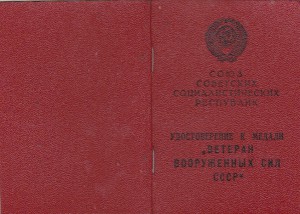 СОЮЗ
СОВЕТСКИХ
СОЦИАЛИСТИЧЕСКИХ
РЕСПУБЛИК
УДОСТОВЕРЕНИЕ К МЕДАЛИ
„ВЕТЕРАН
ВООРУЖЕННЫХ СИЛ
СССР“